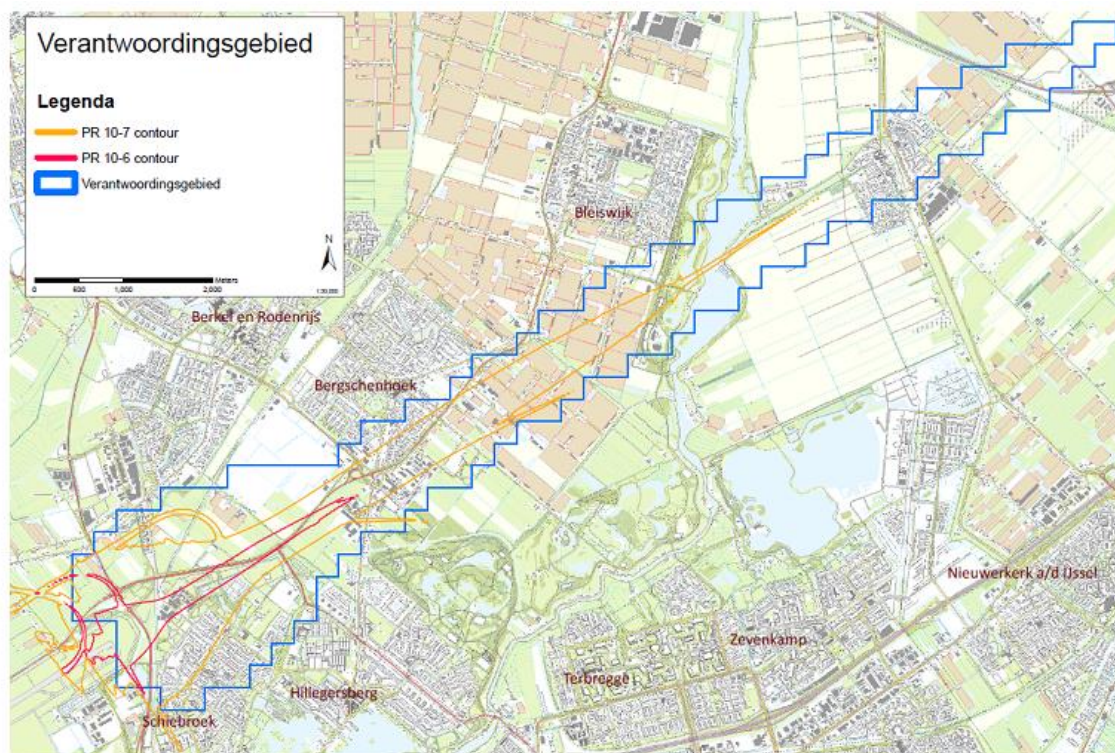 Verantwoordingsgebied
Legenda
PR 10-7 contour
PR 10-6 contour
Verantwoordingsgebied
N
Meters
0 500 1,000 2,000
Bleiswijk
Berkel en Rodenrijs
Bergschenhoek
Nieuwerkerk a/d IJssel
Zevenkamp
Terbregge
Hillegersberg
Schiebroek